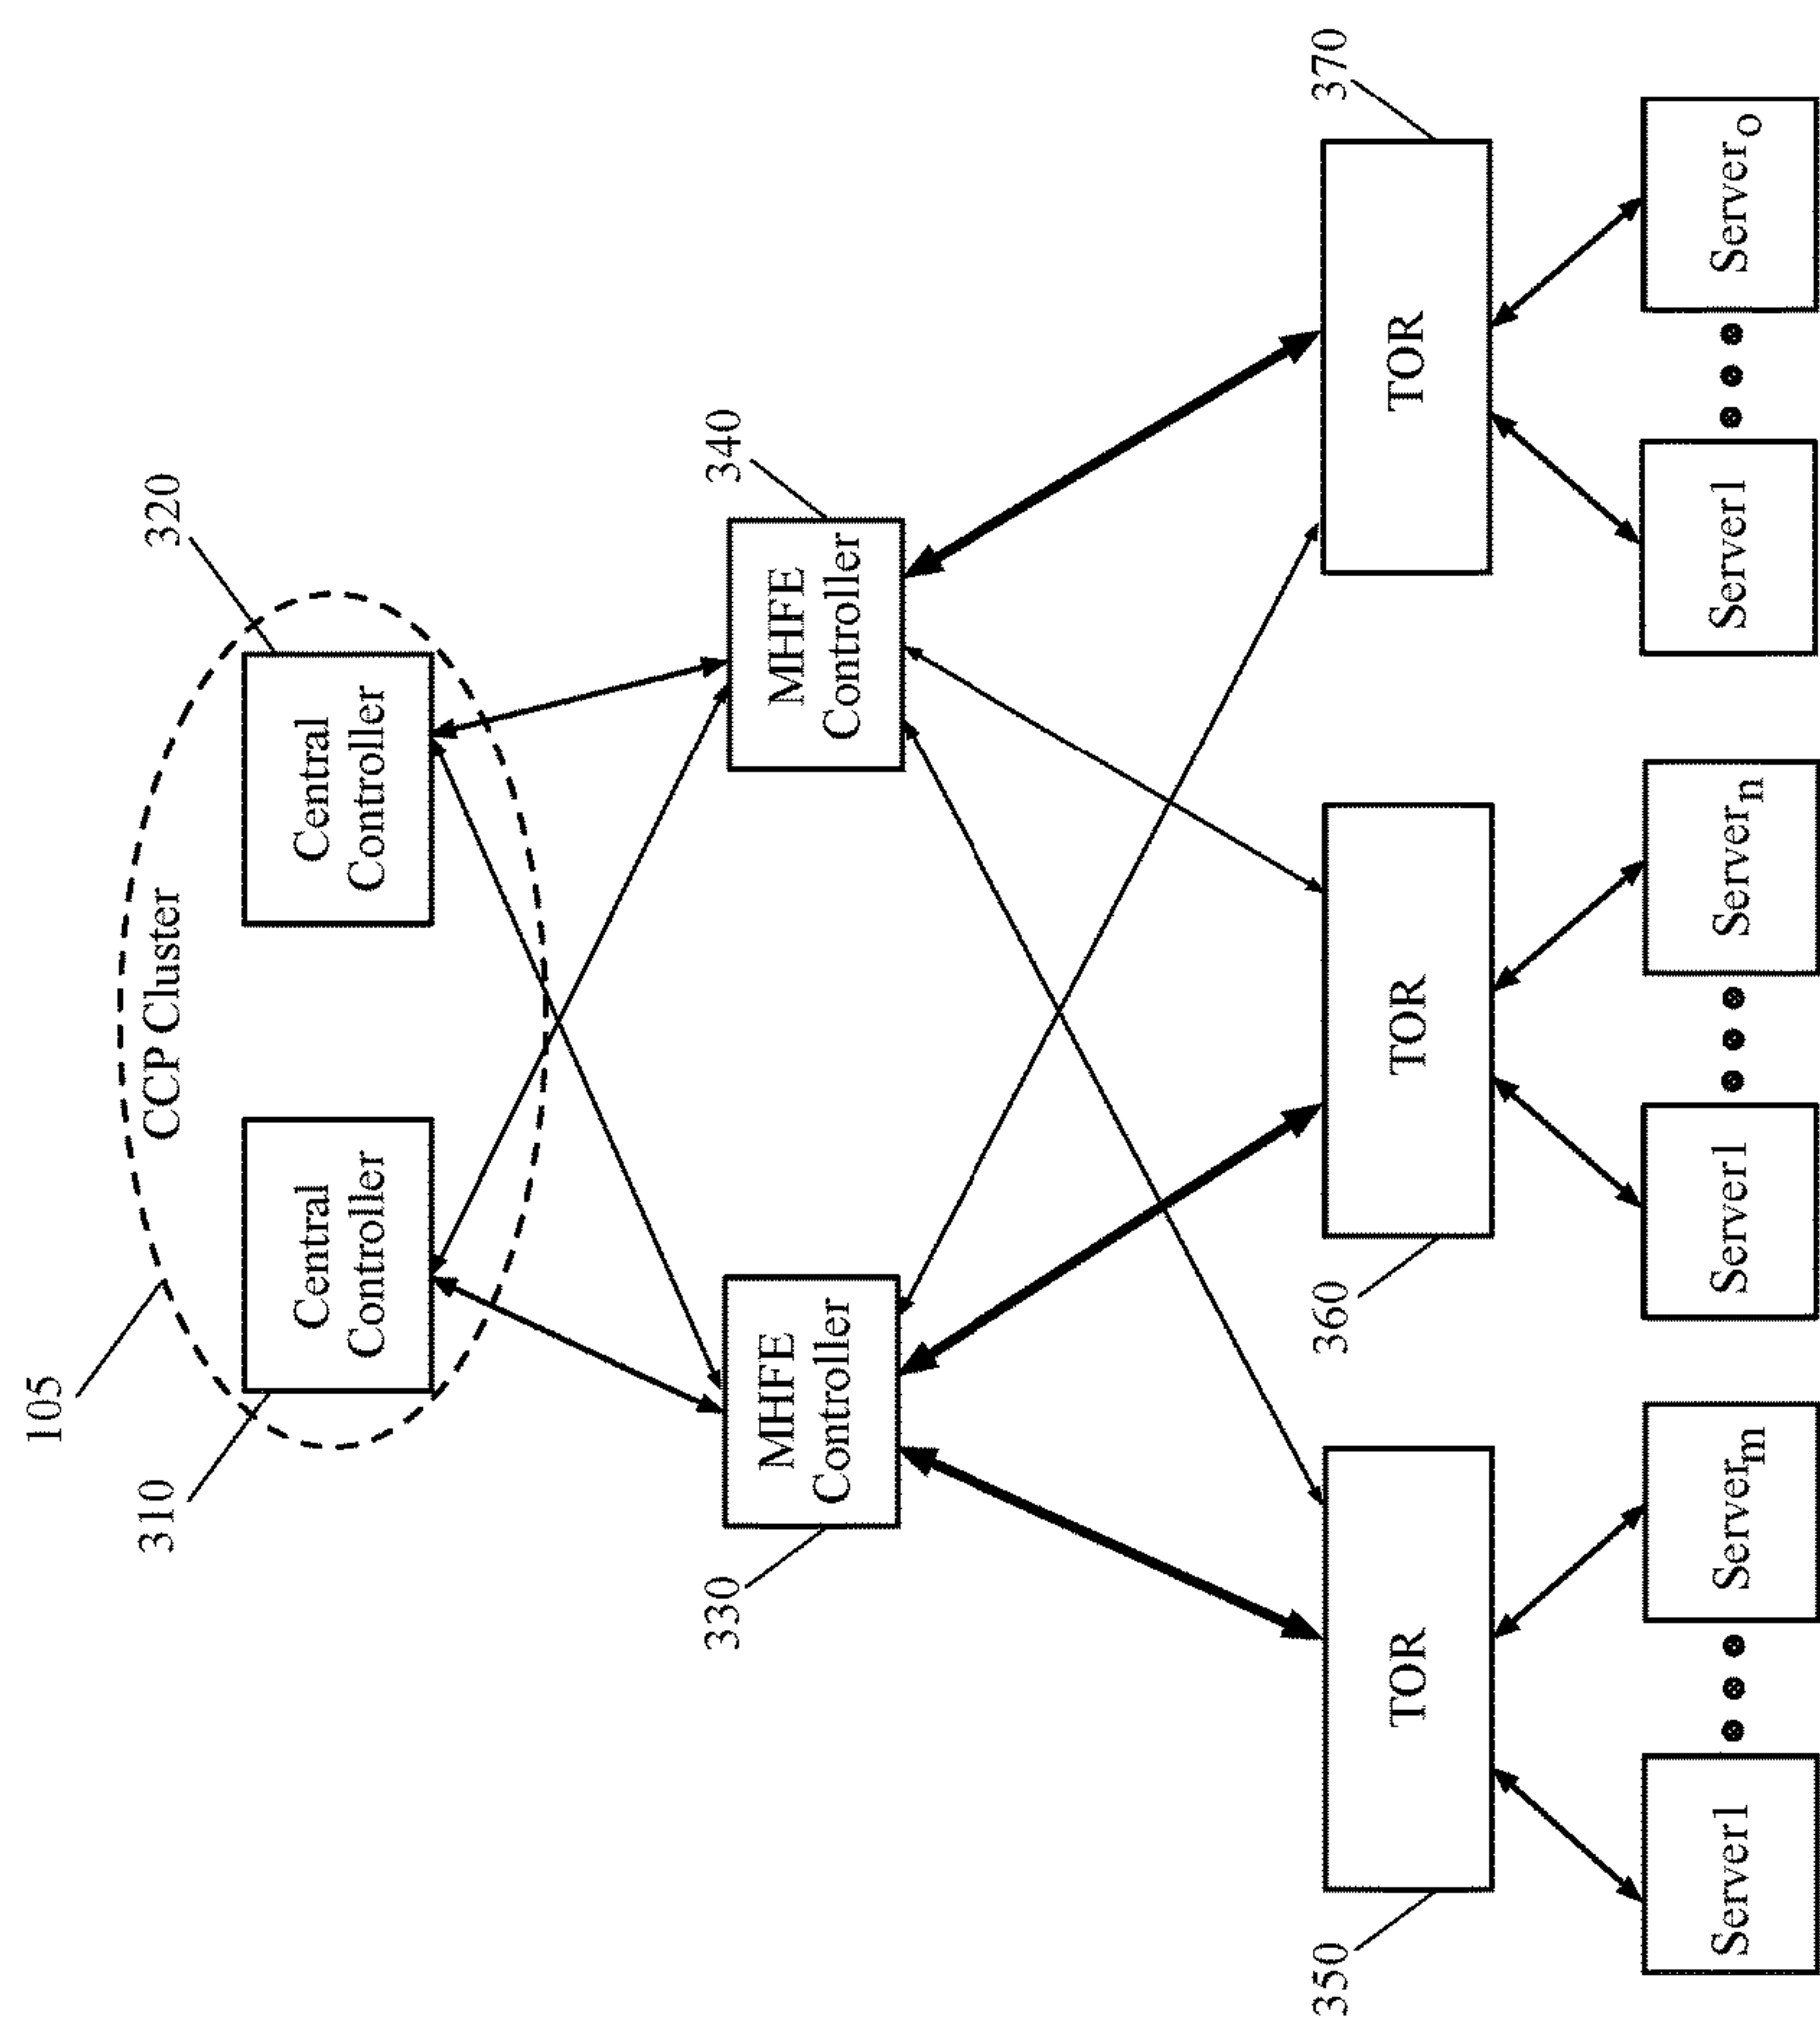 105
CCP Cluster
310
Central
Controller
320
Central
Controller
330
MHFE
Controller
340
MHFE
Controller
350
TOR
360
TOR
370
TOR
Server1
Serverm
Server1
Servern
Server1
Servero